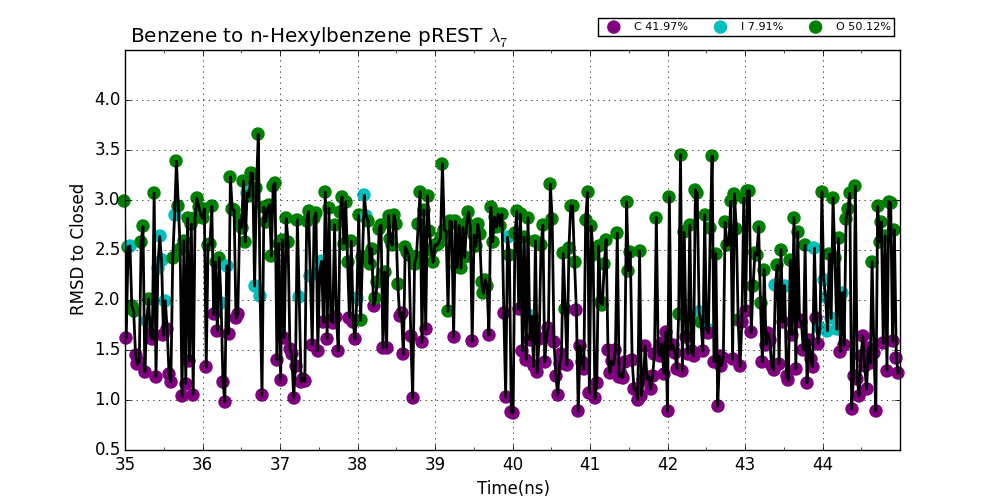 Benzene to n-Hexylbenzene pREST λ7
C 41.97% I 7.91% O 50.12%
RMSD to Closed
4.0
3.5
3.0
2.5
2.0
1.5
1.0
0.5
35 36 37 38 39 40 41 42 43 44
Time(ns)